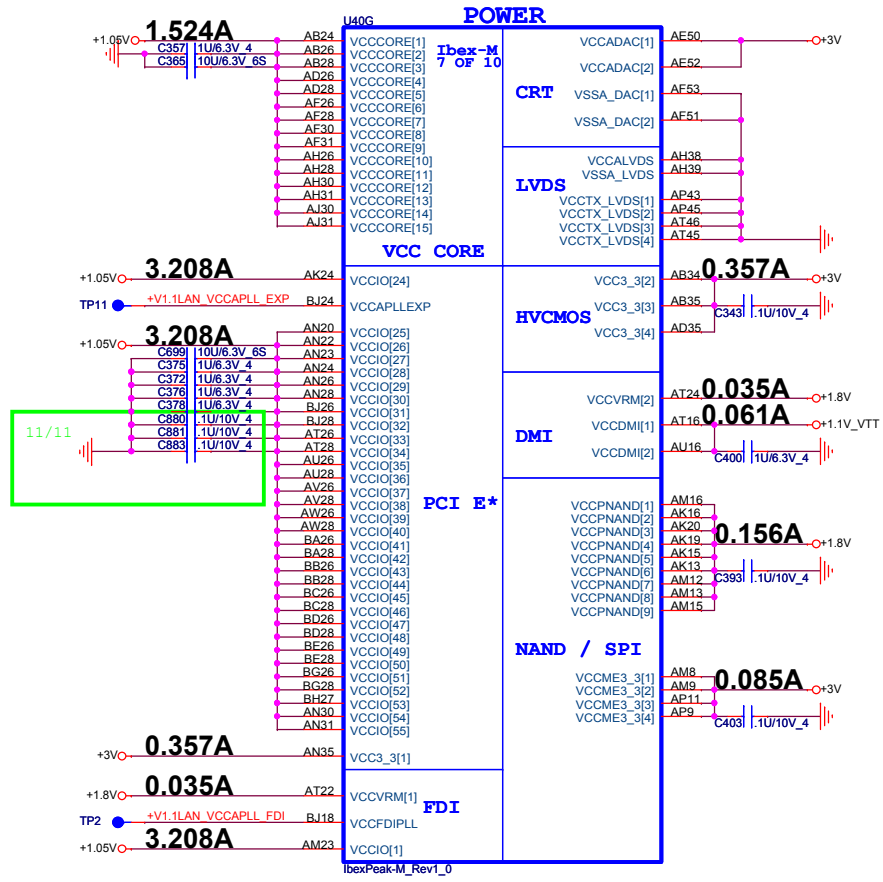 POWER
U40G
Ibex-M
7 OF 10
+1.05V
1.524A
C357 1U/6.3V_4
C365 10U/6.3V_6S
AB24 VCCCORE[1]
AB26 VCCCORE[2]
AB28 VCCCORE[3]
AD26 VCCCORE[4]
AD28 VCCCORE[5]
AF26 VCCCORE[6]
AF28 VCCCORE[7]
AF30 VCCCORE[8]
AF31 VCCCORE[9]
AH26 VCCCORE[10]
AH28 VCCCORE[11]
AH30 VCCCORE[12]
AH31 VCCCORE[13]
AJ30 VCCCORE[14]
AJ31 VCCCORE[15]
VCC CORE
+1.05V 3.208A AK24 VCCIO[24]
TP11 +V1.1LAN_VCCAPLL_EXP BJ24 VCCAPLLEXP
+1.05V 3.208A
C699 10U/6.3V_6S
C375 1U/6.3V_4
C372 1U/6.3V_4
C376 1U/6.3V_4
C378 1U/6.3V_4
C880 .1U/10V_4
C881 .1U/10V_4
C883 .1U/10V_4
11/11
AN20 VCCIO[25]
AN22 VCCIO[26]
AN23 VCCIO[27]
AN24 VCCIO[28]
AN26 VCCIO[29]
AN28 VCCIO[30]
BJ26 VCCIO[31]
BJ28 VCCIO[32]
AT26 VCCIO[33]
AT28 VCCIO[34]
AU26 VCCIO[35]
AU28 VCCIO[36]
AV26 VCCIO[37]
AV28 VCCIO[38]
AW26 VCCIO[39]
AW28 VCCIO[40]
BA26 VCCIO[41]
BA28 VCCIO[42]
BB26 VCCIO[43]
BB28 VCCIO[44]
BC26 VCCIO[45]
BC28 VCCIO[46]
BD26 VCCIO[47]
BD28 VCCIO[48]
BE26 VCCIO[49]
BE28 VCCIO[50]
BG26 VCCIO[51]
BG28 VCCIO[52]
BH27 VCCIO[53]
AN30 VCCIO[54]
AN31 VCCIO[55]
PCI E*
+3V 0.357A AN35 VCC3_3[1]
+1.8V 0.035A AT22 VCCVRM[1]
TP2 +V1.1LAN_VCCAPLL_FDI BJ18 VCCFDIPLL
+1.05V 3.208A AM23 VCCIO[1]
FDI
CRT
VCCADAC[1] AE50 +3V
VCCADAC[2] AE52
VSSA_DAC[1] AF53
VSSA_DAC[2] AF51
LVDS
VCCALVDS AH38
VSSA_LVDS AH39
VCCTX_LVDS[1] AP43
VCCTX_LVDS[2] AP45
VCCTX_LVDS[3] AT46
VCCTX_LVDS[4] AT45
HVCMOS
VCC3_3[2] AB34 0.357A +3V
VCC3_3[3] AB35 C343 .1U/10V_4
VCC3_3[4] AD35
DMI
VCCVRM[2] AT24 0.035A +1.8V
VCCDMI[1] AT16 0.061A +1.1V_VTT
VCCDMI[2] AU16 C400 1U/6.3V_4
VCCPNAND[1] AM16
VCCPNAND[2] AK16
VCCPNAND[3] AK20
VCCPNAND[4] AK19 0.156A +1.8V
VCCPNAND[5] AK15
VCCPNAND[6] AK13 C393 .1U/10V_4
VCCPNAND[7] AM12
VCCPNAND[8] AM13
VCCPNAND[9] AM15
NAND / SPI
VCCME3_3[1] AM8
VCCME3_3[2] AM9 0.085A +3V
VCCME3_3[3] AP11
VCCME3_3[4] AP9 C403 .1U/10V_4
IbexPeak-M_Rev1_0